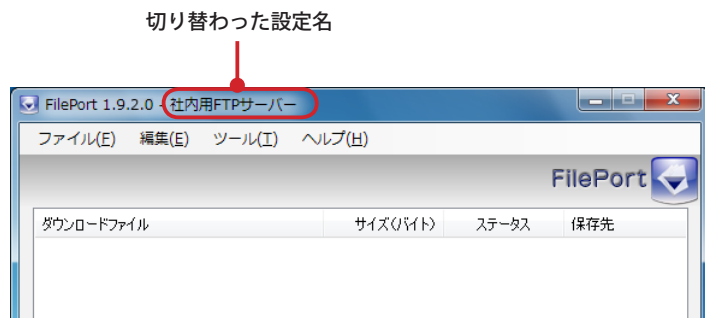 切り替わった設定名
FilePort 1.9.2.0 - 社内用FTPサーバー
ファイル(F) 編集(E) ツール(T) ヘルプ(H)
FilePort
ダウンロードファイル サイズ(バイト) ステータス 保存先